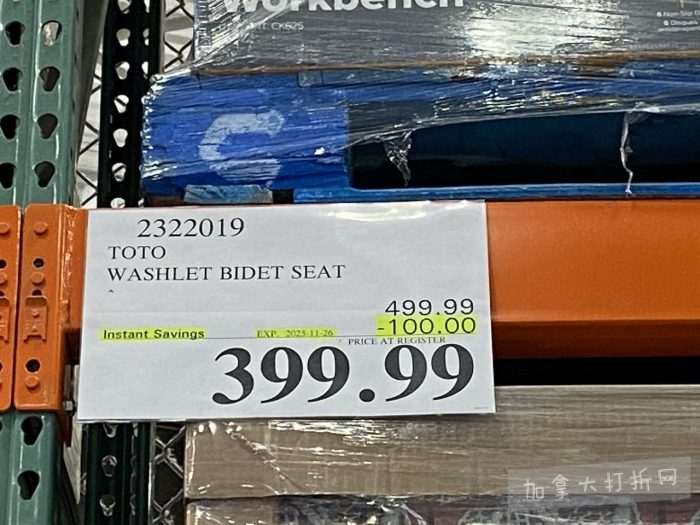 Workbench
CK625
2322019
TOTO
WASHLET BIDET SEAT
499.99
Instant Savings EXP. 2023-11-26 -100.00
PRICE AT REGISTER
399.99
加拿大打折网